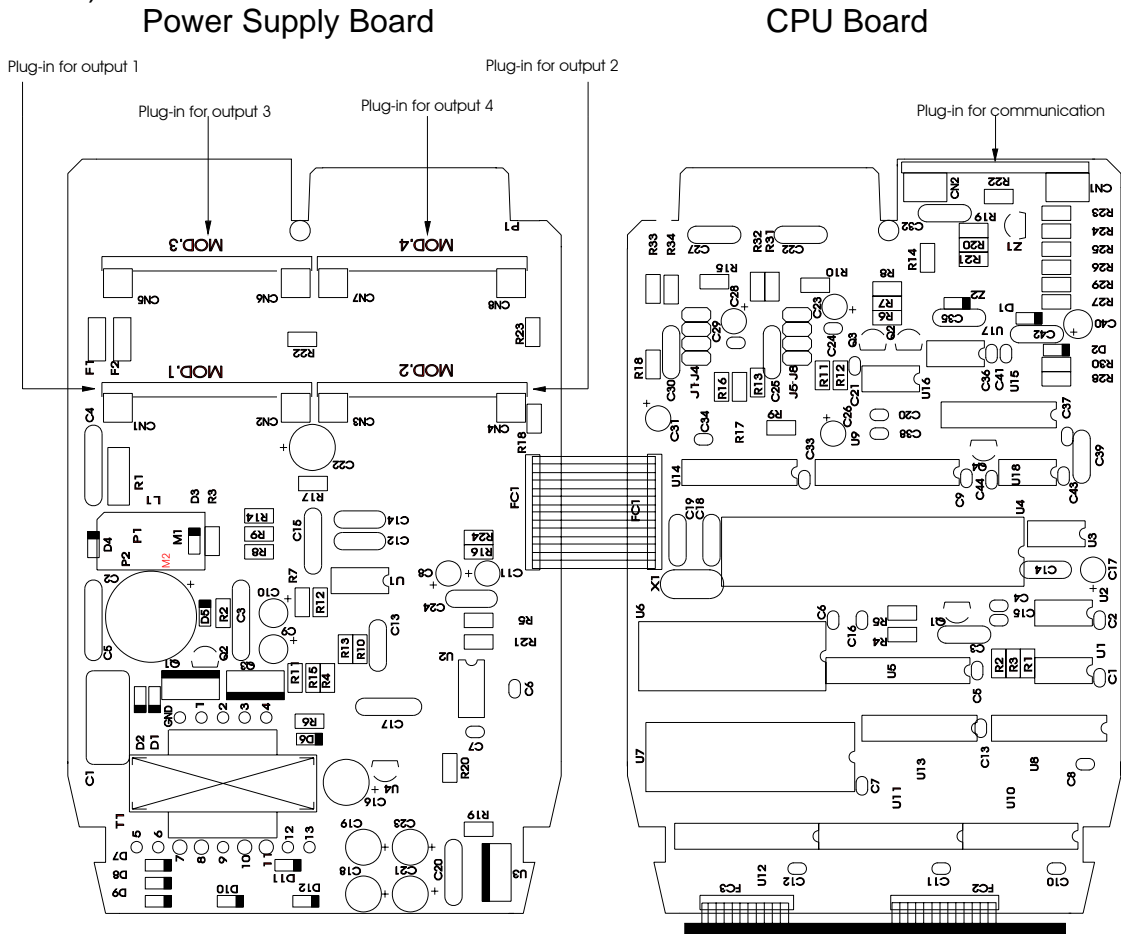 )
Power Supply Board
CPU Board
Plug-in for output 1
Plug-in for output 2
Plug-in for output 3
Plug-in for output 4
Plug-in for communication
P1
MOD.3
MOD.4
CN5
CN6
CN7
CN8
F1
F2
R22
R23
MOD.1
MOD.2
CN1
CN2
CN3
CN4
C4
R18
C22
R1
L1
R17
D3
R3
D4
P1
P2
M1
M2
R14
R9
R8
C15
C14
C12
R24
R16
FC1
C5
D5
R2
C3
C10
C9
R7
R12
U1
C8
C11
C24
R5
R21
R13
R10
C13
U2
Q1
Q2
Q3
R11
R15
R4
C6
GND
1
2
3
4
C17
R6
D6
C7
D2
D1
C1
R20
C16
U4
T1
R19
5
6
7
8
9
10
11
12
13
C19
C23
D7
D8
D9
D10
D11
D12
C18
C21
C20
U3
CN2
R22
CN1
C32
R19
R23
R20
R24
R21
Z1
R25
R26
R29
R27
R33
R34
C27
R32
R31
C22
R14
R15
R10
R8
R7
R6
C28
C23
Z2
C35
D1
C40
C29
C24
Q3
Q2
U17
C42
D2
R30
R28
R18
C30
J1-J4
R16
R13
C25
J5-J8
R11
R12
C21
U16
C36
C41
U15
C31
C34
R17
R9
C26
U9
C20
C38
C37
C39
U14
C33
C9
C44
U18
C43
FC1
C19
C18
U4
U3
X1
C14
C17
U6
C6
C16
R5
R4
Q1
C4
C15
U2
C2
C3
U5
C5
R2
R3
R1
U1
C1
U7
C7
U13
C13
U8
C8
U11
U10
U12
C12
C11
C10
FC3
FC2